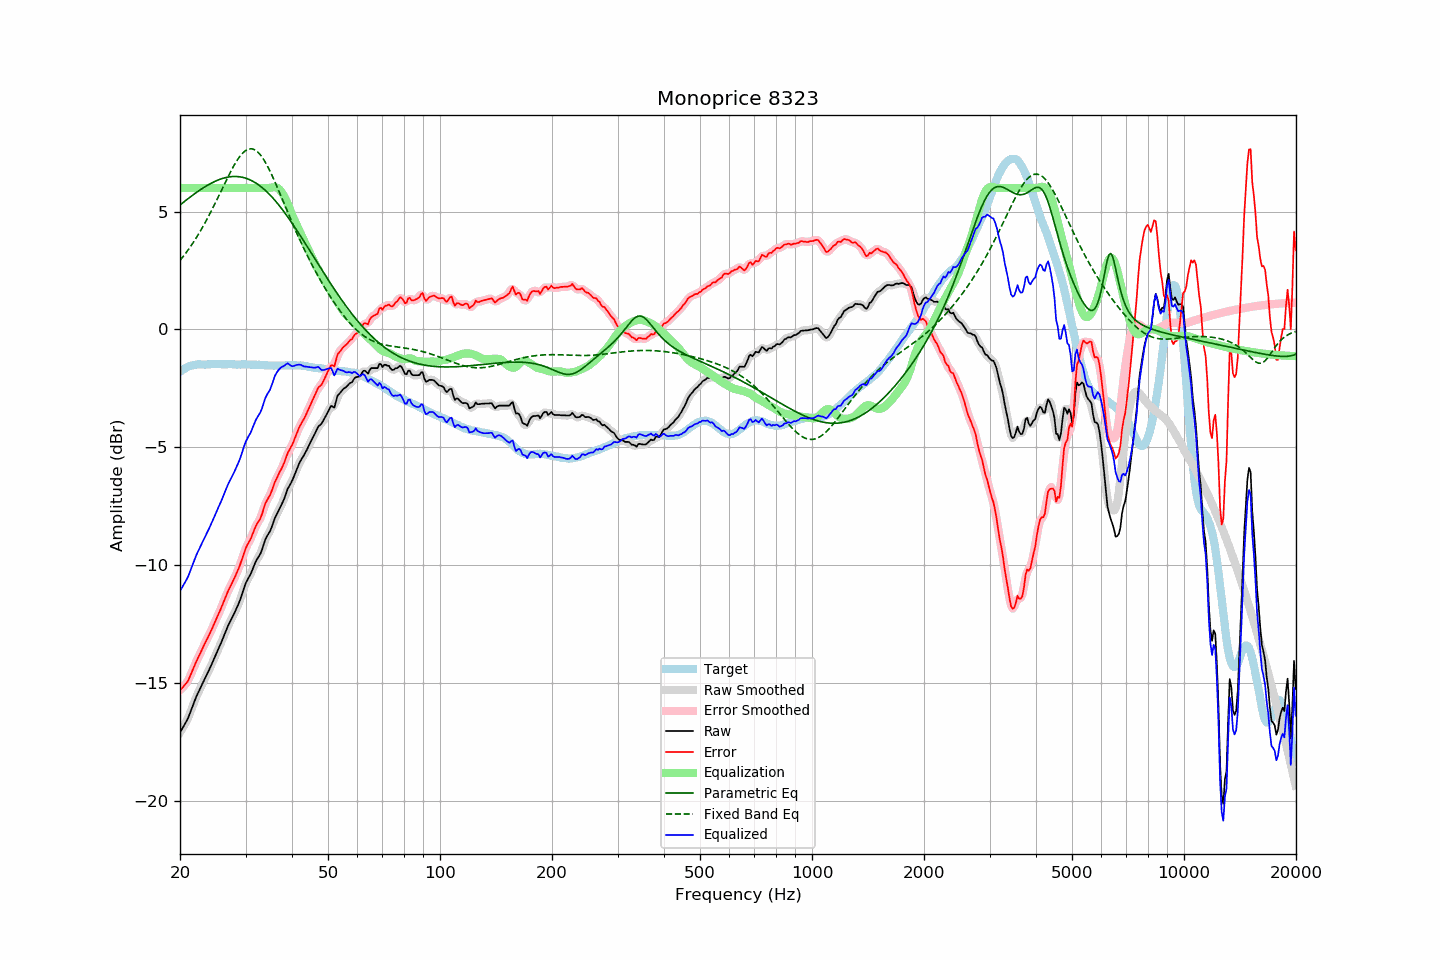 Monoprice 8323
Amplitude (dBr)
5
0
−5
−10
−15
−20
Target
Raw Smoothed
Error Smoothed
Raw
Error
Equalization
Parametric Eq
Fixed Band Eq
Equalized
20 50 100 200 500 1000 2000 5000 10000 20000
Frequency (Hz)